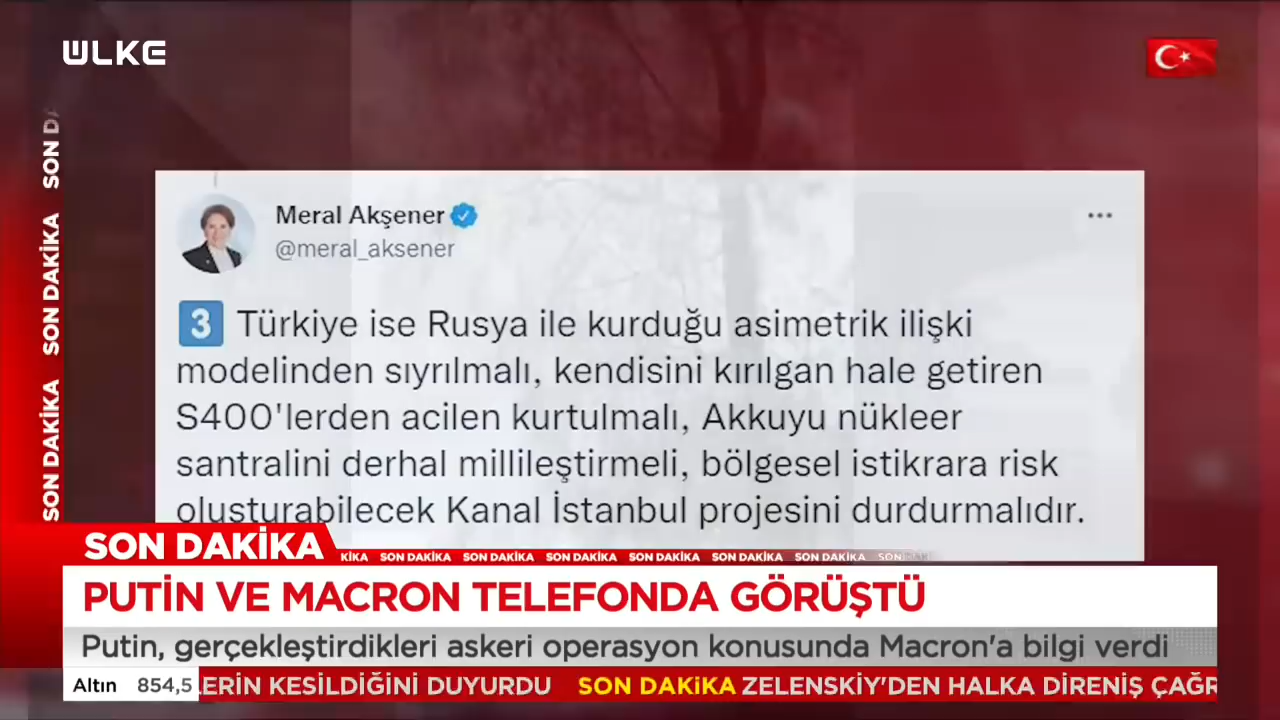 ÜLKE
SON DAKİKA
SON DAKİKA
Meral Akşener
@meral_aksener
3 Türkiye ise Rusya ile kurduğu asimetrik ilişki
modelinden sıyrılmalı, kendisini kırılgan hale getiren
S400'lerden acilen kurtulmalı, Akkuyu nükleer
santralini derhal millileştirmeli, bölgesel istikrara risk
oluşturabilecek Kanal İstanbul projesini durdurmalıdır.
SON DAKİKA
KİKA SON DAKİKA SON DAKİKA SON DAKİKA SON DAKİKA SON DAKİKA SON DAKİKA
PUTİN VE MACRON TELEFONDA GÖRÜŞTÜ
Putin, gerçekleştirdikleri askeri operasyon konusunda Macron'a bilgi verdi
Altın 854,5 LERİN KESİLDİĞİNİ DUYURDU SON DAKİKA ZELENSKİY'DEN HALKA DİRENİŞ ÇAĞR